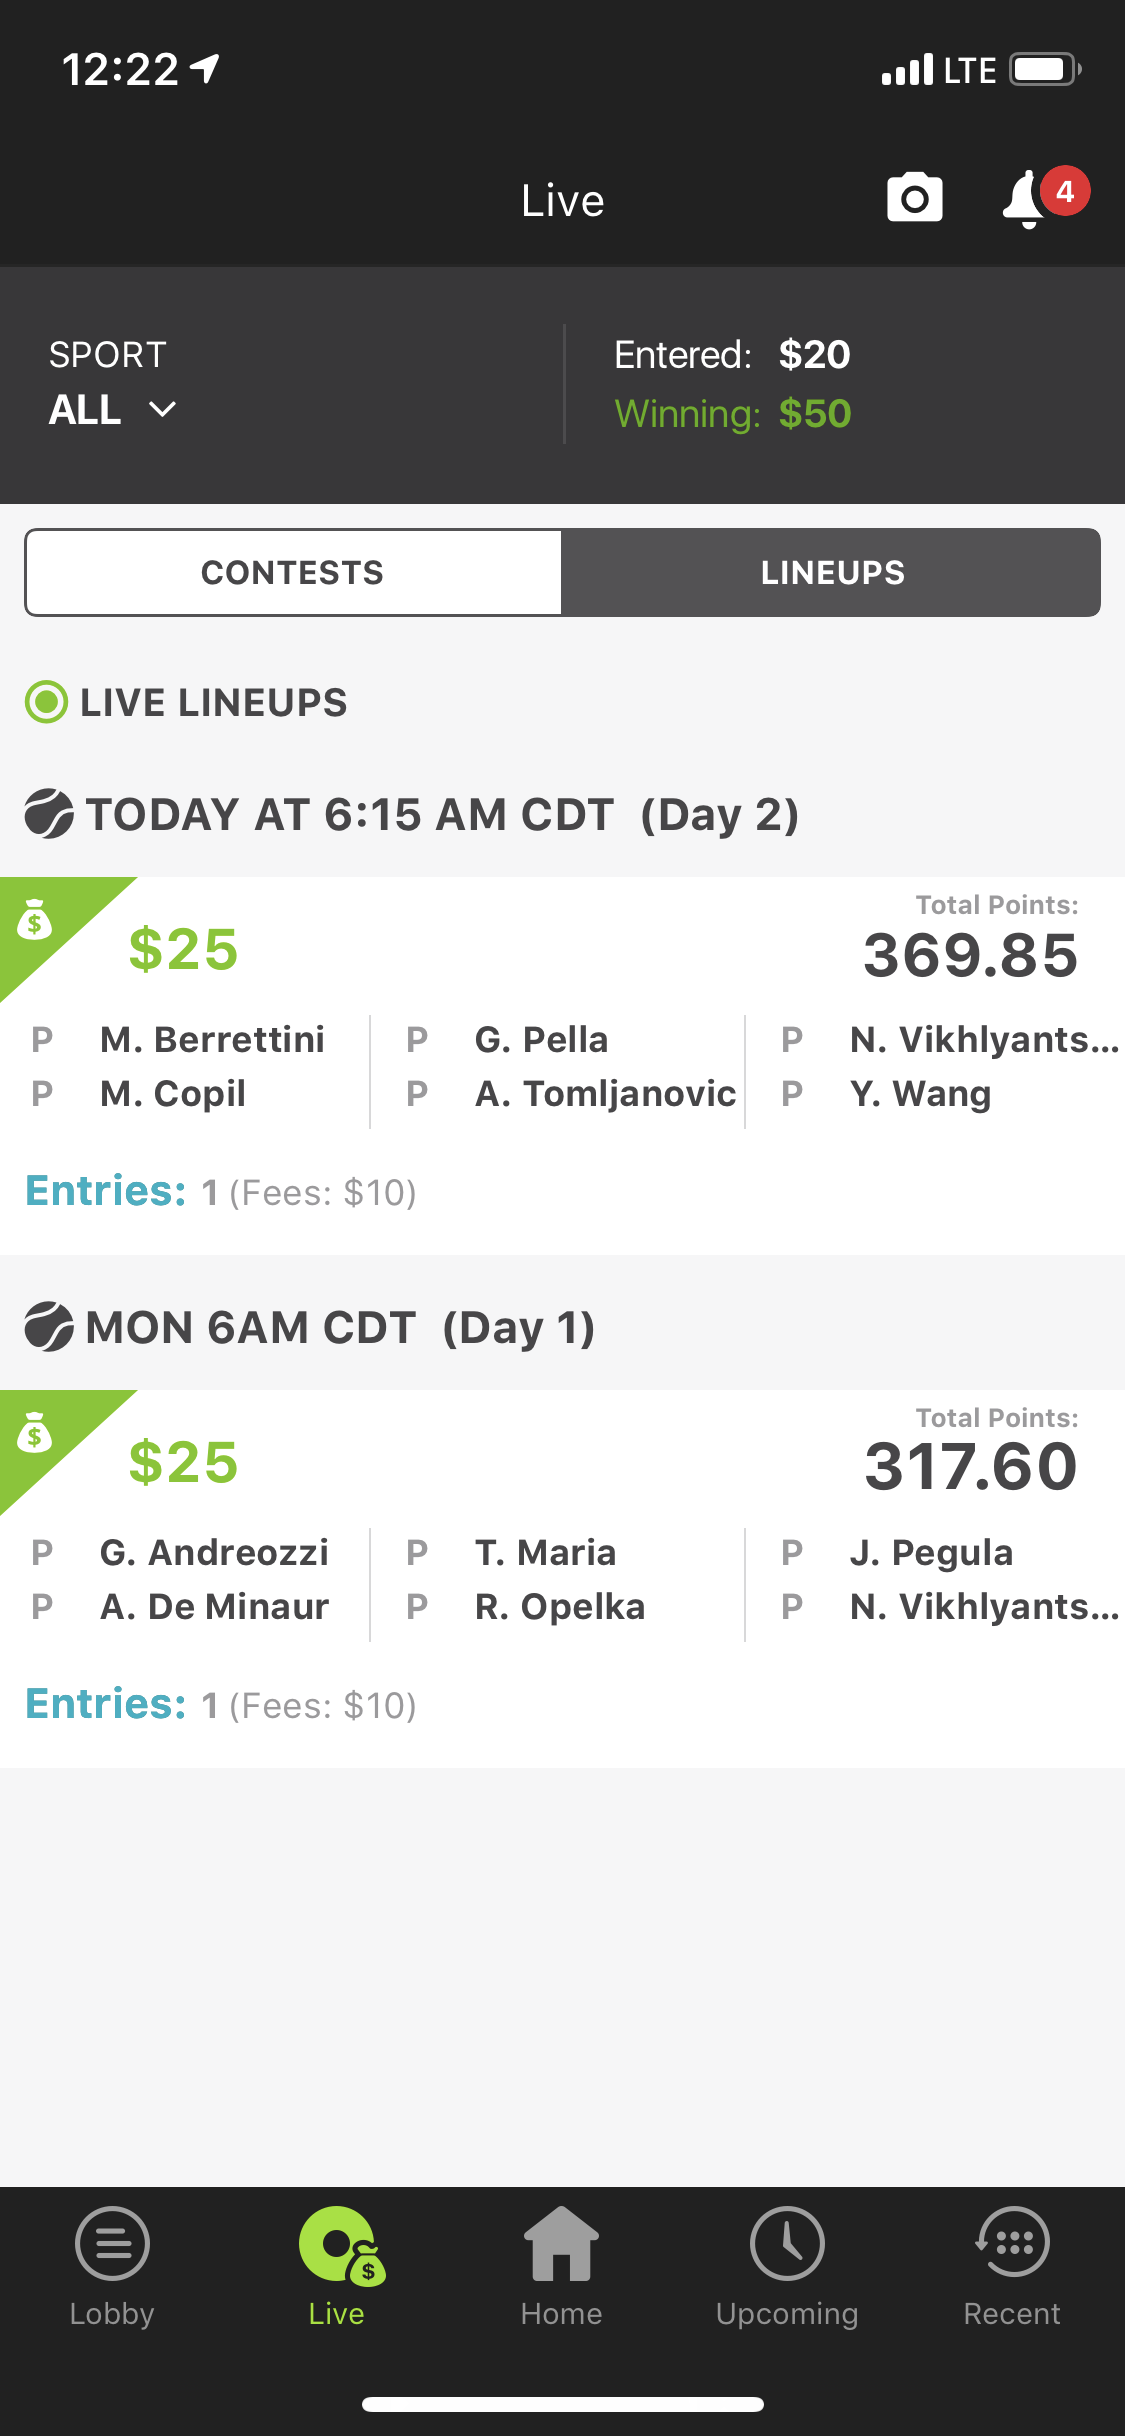 12:22 LTE
Live 4
SPORT
ALL
Entered: $20
Winning: $50
CONTESTS LINEUPS
LIVE LINEUPS
TODAY AT 6:15 AM CDT (Day 2)
$
$25
Total Points:
369.85
P M. Berrettini P G. Pella P N. Vikhlyants...
P M. Copil P A. Tomljanovic P Y. Wang
Entries: 1 (Fees: $10)
MON 6AM CDT (Day 1)
$
$25
Total Points:
317.60
P G. Andreozzi P T. Maria P J. Pegula
P A. De Minaur P R. Opelka P N. Vikhlyants...
Entries: 1 (Fees: $10)
$
Lobby Live Home Upcoming Recent